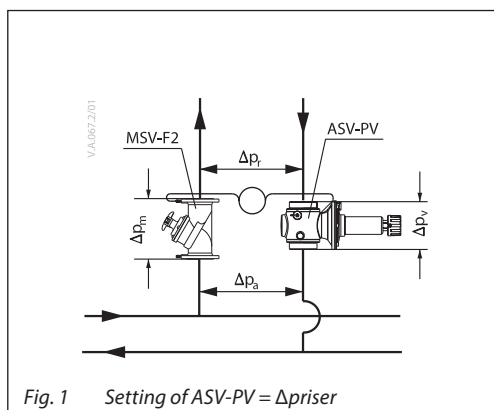 V.A.067.2/01
MSV-F2
ASV-PV
Δpᵣ
Δpₘ
Δpᵥ
Δpₐ
Fig. 1 Setting of ASV-PV = Δpriser